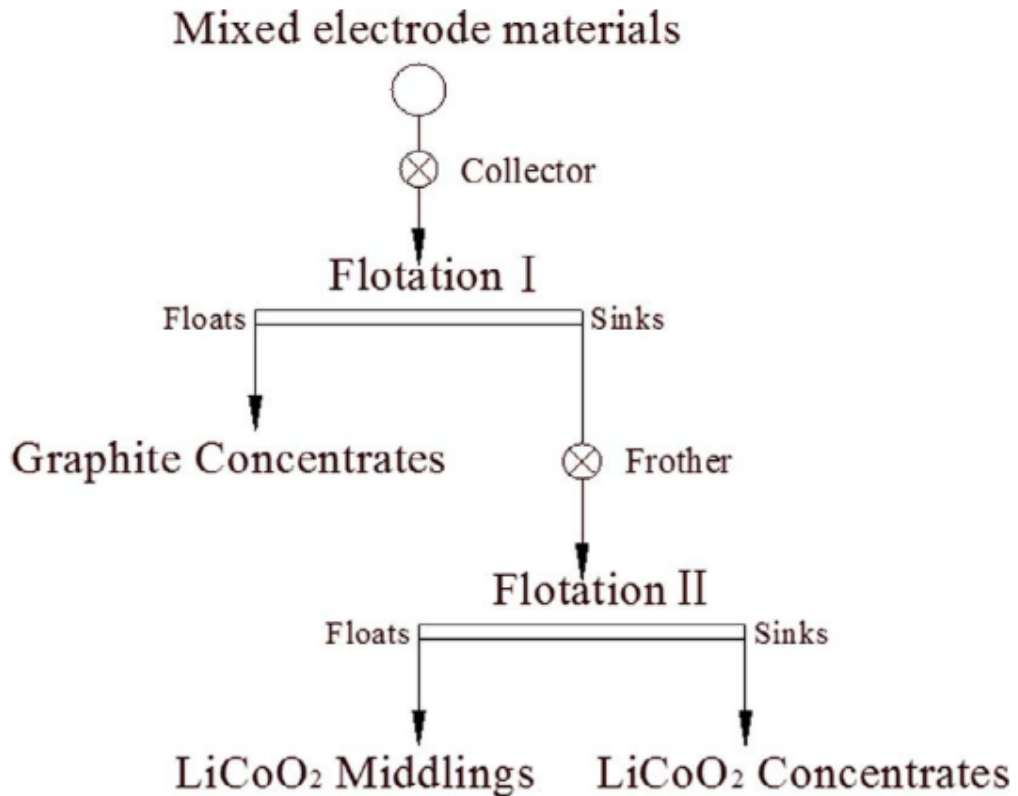 Mixed electrode materials
Collector
Flotation Ⅰ
Floats
Sinks
Graphite Concentrates
Frother
Flotation Ⅱ
Floats
Sinks
LiCoO₂ Middlings
LiCoO₂ Concentrates